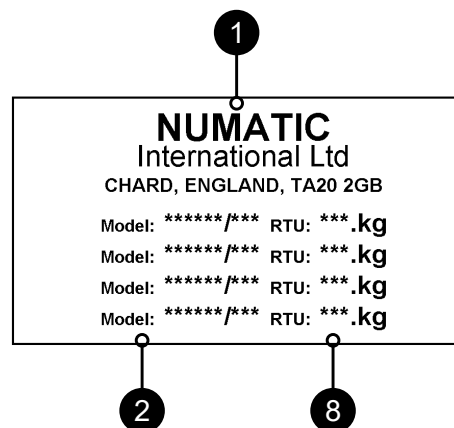 1
NUMATIC
International Ltd
CHARD, ENGLAND, TA20 2GB
Model: ******/*** RTU: ***.kg
Model: ******/*** RTU: ***.kg
Model: ******/*** RTU: ***.kg
Model: ******/*** RTU: ***.kg
2 8